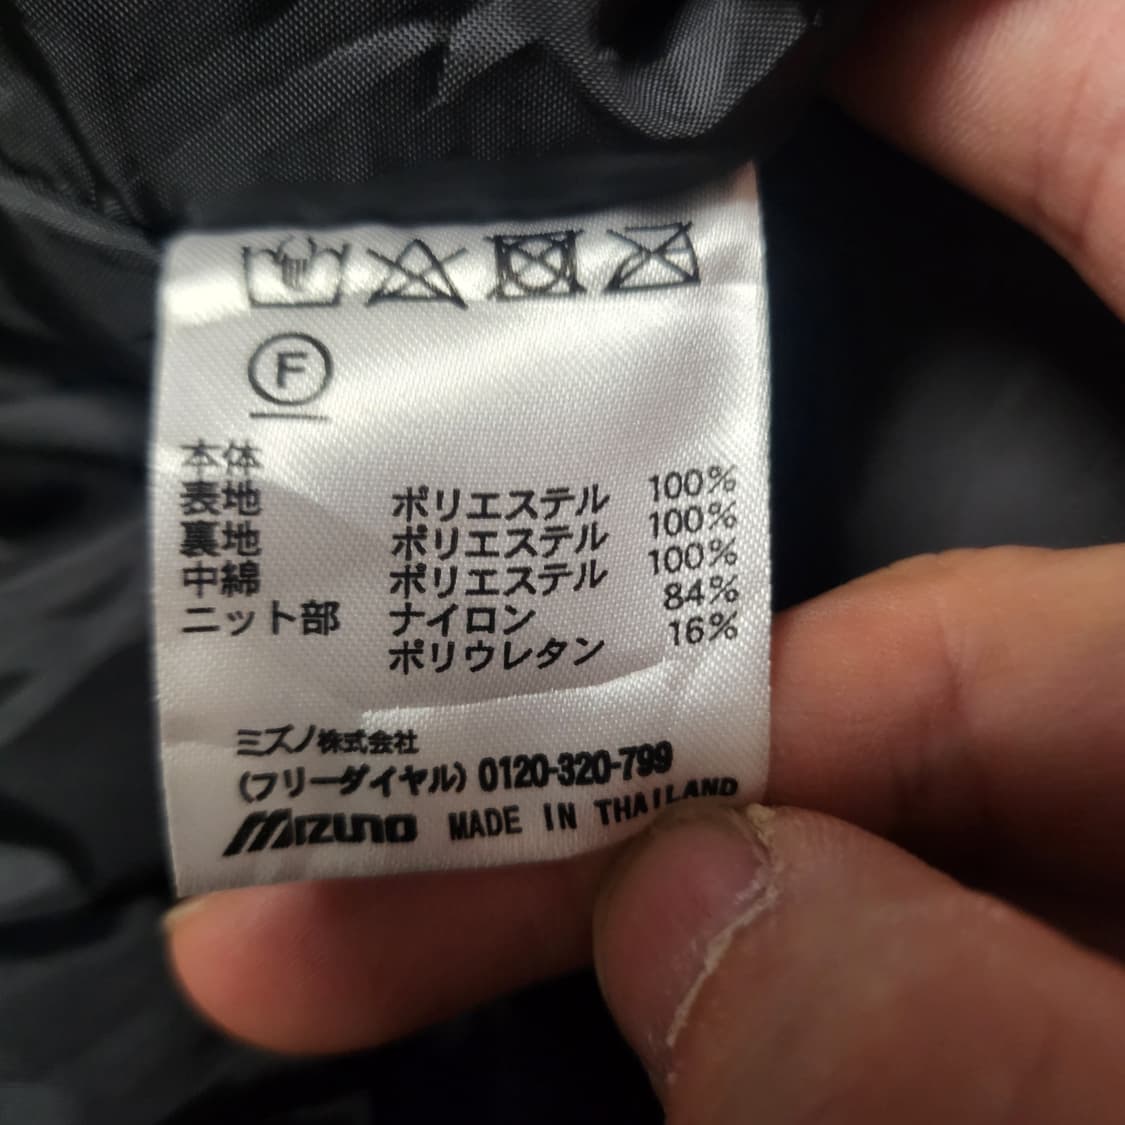 F
本体
表地 ポリエステル 100%
裏地 ポリエステル 100%
中綿 ポリエステル 100%
ニット部 ナイロン 84%
ポリウレタン 16%
ミズノ株式会社
(フリーダイヤル) 0120-320-799
MIZUNO MADE IN THAILAND